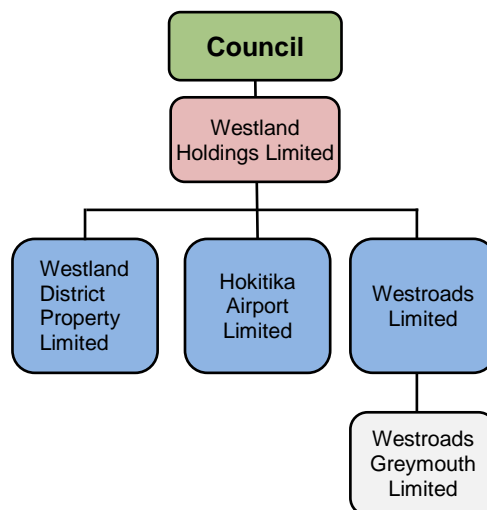 Council
Westland
Holdings Limited
Westland
District
Property
Limited
Hokitika
Airport
Limited
Westroads
Limited
Westroads
Greymouth
Limited